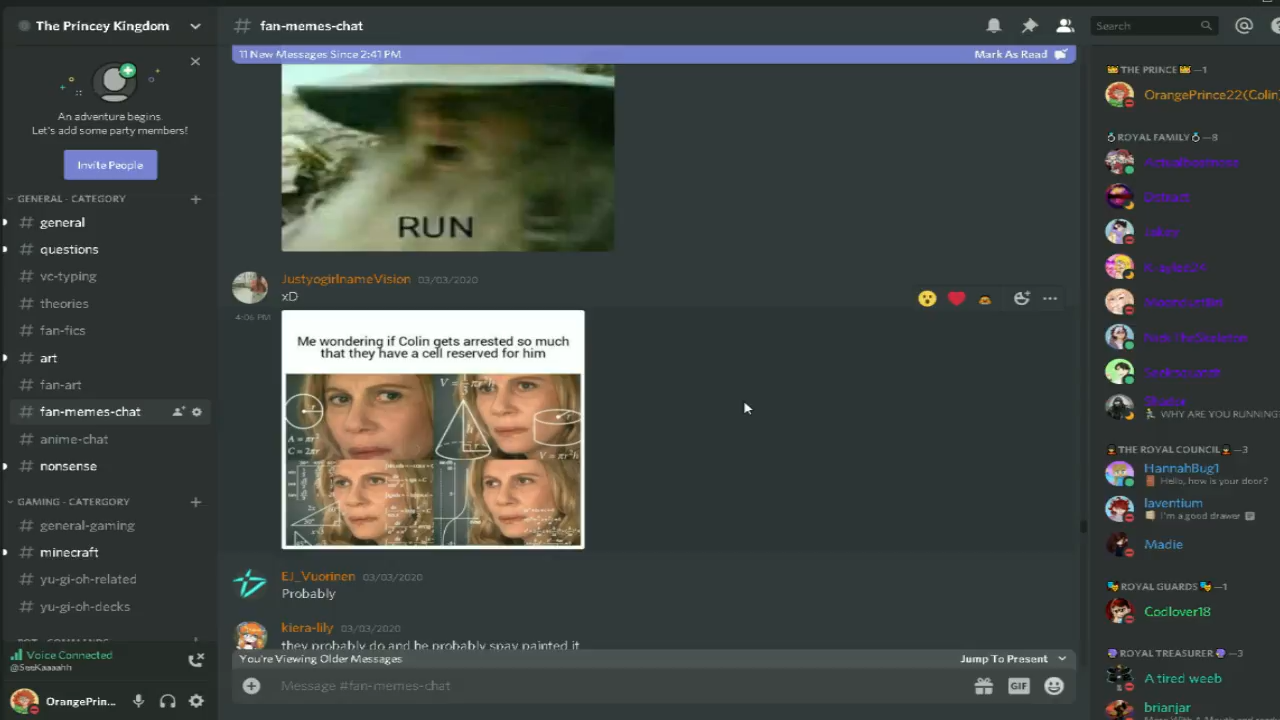 The Princey Kingdom
fan-memes-chat
Search
11 New Messages Since 2:41 PM
Mark As Read
An adventure begins.
Let's add some party members!
Invite People
GENERAL - CATEGORY
general
questions
vc-typing
theories
fan-fics
art
fan-art
fan-memes-chat
anime-chat
nonsense
GAMING - CATERGORY
general-gaming
minecraft
yu-gi-oh-related
yu-gi-oh-decks
Voice Connected
@SeeKaaaahh
OrangePrin...
RUN
JustyogirlnameVision 03/03/2020
xD
4:06 PM
Me wondering if Colin gets arrested so much
that they have a cell reserved for him
EJ_Vuorinen 03/03/2020
Probably
kiera-lily 03/03/2020
they probably do and he probably spay painted it
You're Viewing Older Messages
Jump To Present
Message #fan-memes-chat
GIF
THE PRINCE —1
OrangePrince22(Colin)
ROYAL FAMILY —8
WHY ARE YOU RUNNING
THE ROYAL COUNCIL —3
HannahBug1
Hello, how is your door?
laventium
I'm a good drawer
Madie
ROYAL GUARDS —1
Codlover18
ROYAL TREASURER —3
A tired weeb
brianjar